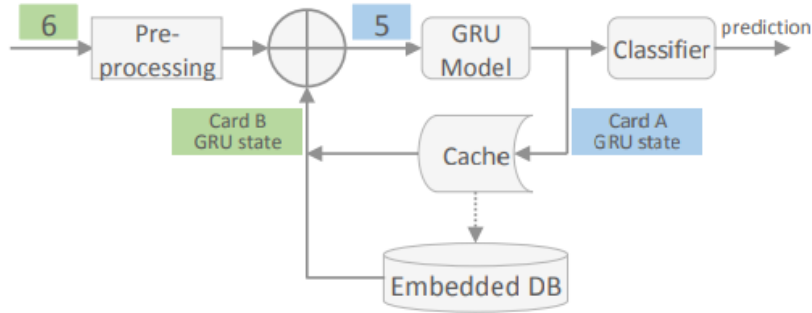 6
Pre-
processing
5
GRU
Model
Classifier
prediction
Card B
GRU state
Cache
Card A
GRU state
Embedded DB